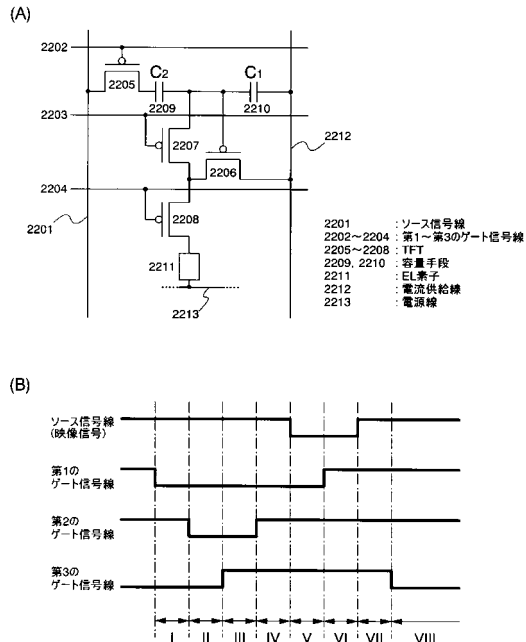 (A)
2202
C2
C1
2205
2209
2210
2203
2207
2212
2206
2204
2208
2201
2211
2213
2201 : ソース信号線
2202~2204 : 第1~第3のゲート信号線
2205~2208 : TFT
2209, 2210 : 容量手段
2211 : EL素子
2212 : 電流供給線
2213 : 電源線
(B)
ソース信号線
(映像信号)
第1の
ゲート信号線
第2の
ゲート信号線
第3の
ゲート信号線
I II III IV V VI VII VIII